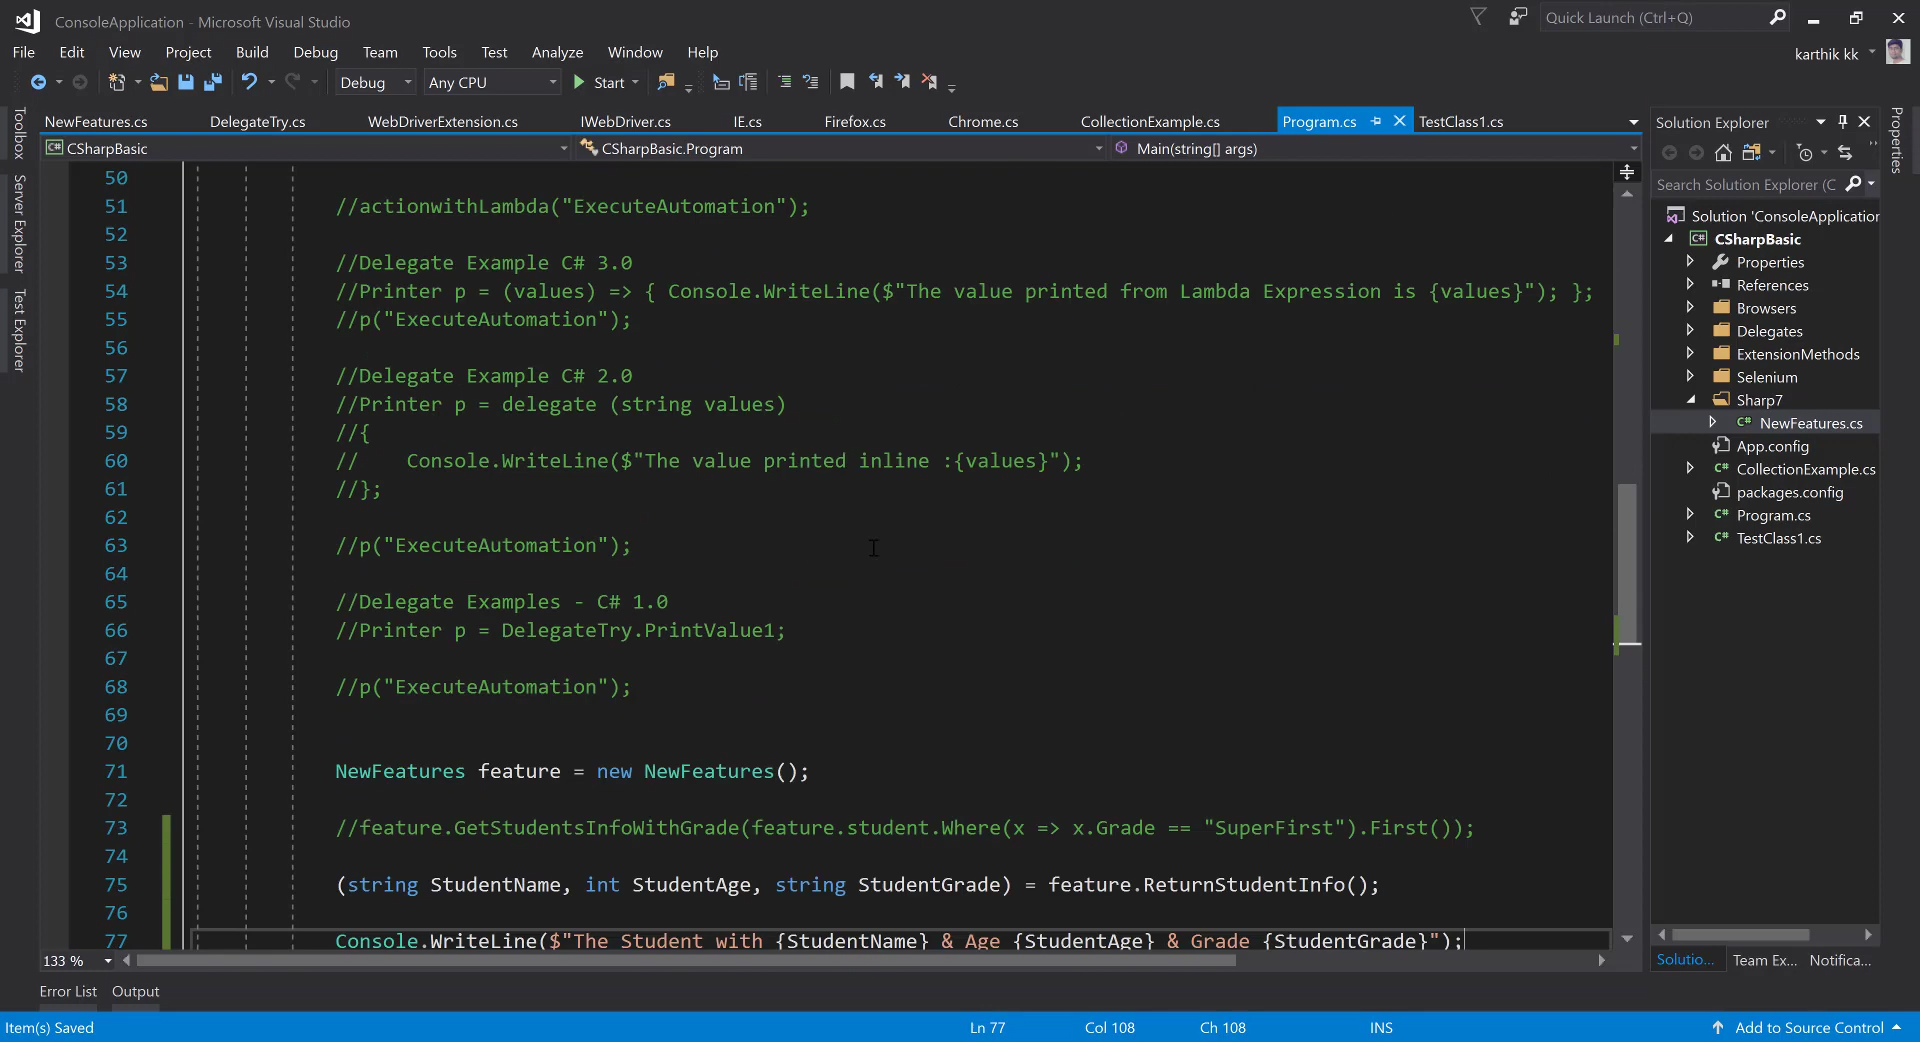 ConsoleApplication - Microsoft Visual Studio
Quick Launch (Ctrl+Q)
File Edit View Project Build Debug Team Tools Test Analyze Window Help
karthik kk
Debug Any CPU Start
NewFeatures.cs DelegateTry.cs WebDriverExtension.cs IWebDriver.cs IE.cs Firefox.cs Chrome.cs CollectionExample.cs Program.cs TestClass1.cs
CSharpBasic CSharpBasic.Program Main(string[] args)
Toolbox
Server Explorer
Test Explorer
50
51 //actionwithLambda("ExecuteAutomation");
52
53 //Delegate Example C# 3.0
54 //Printer p = (values) => { Console.WriteLine($"The value printed from Lambda Expression is {values}"); };
55 //p("ExecuteAutomation");
56
57 //Delegate Example C# 2.0
58 //Printer p = delegate (string values)
59 //{
60 //    Console.WriteLine($"The value printed inline :{values}");
61 //};
62
63 //p("ExecuteAutomation");
64
65 //Delegate Examples - C# 1.0
66 //Printer p = DelegateTry.PrintValue1;
67
68 //p("ExecuteAutomation");
69
70
71 NewFeatures feature = new NewFeatures();
72
73 //feature.GetStudentsInfoWithGrade(feature.student.Where(x => x.Grade == "SuperFirst").First());
74
75 (string StudentName, int StudentAge, string StudentGrade) = feature.ReturnStudentInfo();
76
77 Console.WriteLine($"The Student with {StudentName} & Age {StudentAge} & Grade {StudentGrade}");
133 %
Solution Explorer
Search Solution Explorer (C
Solution 'ConsoleApplication
C# CSharpBasic
Properties
References
Browsers
Delegates
ExtensionMethods
Selenium
Sharp7
C# NewFeatures.cs
App.config
C# CollectionExample.cs
packages.config
C# Program.cs
C# TestClass1.cs
Solutio... Team Ex... Notifica...
Properties
Error List Output
Item(s) Saved Ln 77 Col 108 Ch 108 INS Add to Source Control